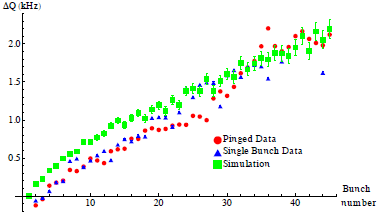 ΔQ (kHz)
2.0
1.5
1.0
0.5
10
20
30
40
Bunch
number
Pinged Data
Single Bunch Data
Simulation